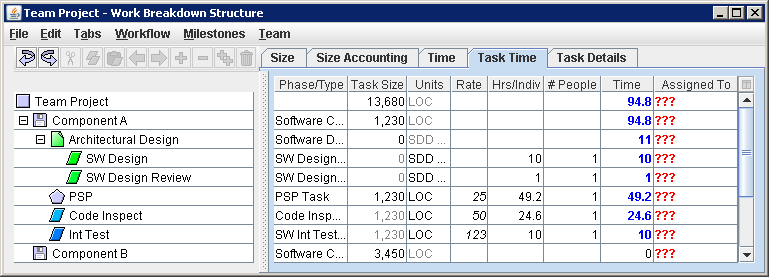 Team Project - Work Breakdown Structure
File Edit Tabs Workflow Milestones Team
Size Size Accounting Time Task Time Task Details
Phase/Type Task Size Units Rate Hrs/Indiv # People Time Assigned To
Team Project 13,680 LOC 94.8 ???
Component A Software C... 1,230 LOC 94.8 ???
Architectural Design Software D... 0 SDD ... 11 ???
SW Design SW Design... 0 SDD ... 10 1 10 ???
SW Design Review SW Design... 0 SDD ... 1 1 1 ???
PSP PSP Task 1,230 LOC 25 49.2 1 49.2 ???
Code Inspect Code Insp... 1,230 LOC 50 24.6 1 24.6 ???
Int Test SW Int Test... 1,230 LOC 123 10 1 10 ???
Component B Software C... 3,450 LOC 0 ???